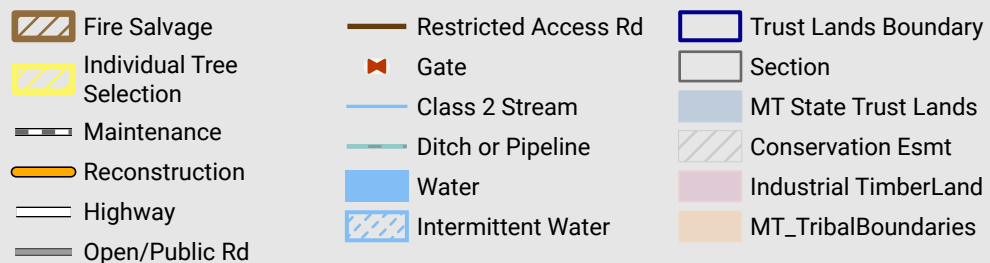 Fire Salvage
Individual Tree
Selection
Maintenance
Reconstruction
Highway
Open/Public Rd
Restricted Access Rd
Gate
Class 2 Stream
Ditch or Pipeline
Water
Intermittent Water
Trust Lands Boundary
Section
MT State Trust Lands
Conservation Esmt
Industrial TimberLand
MT_TribalBoundaries